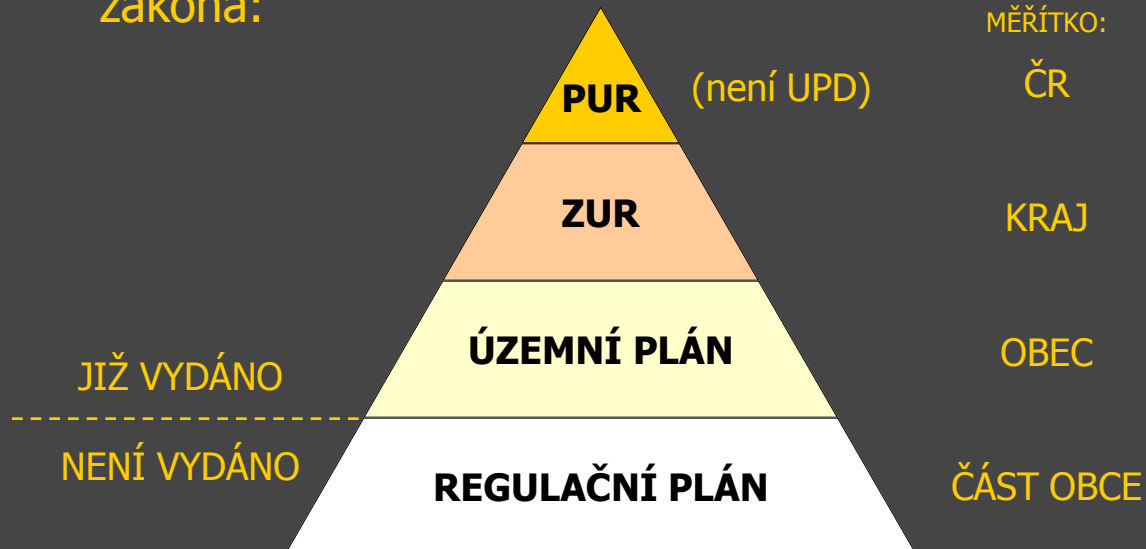 zákona:
MĚŘÍTKO:
PUR (není UPD) ČR
ZUR KRAJ
ÚZEMNÍ PLÁN OBEC
JIŽ VYDÁNO
NENÍ VYDÁNO
REGULAČNÍ PLÁN ČÁST OBCE